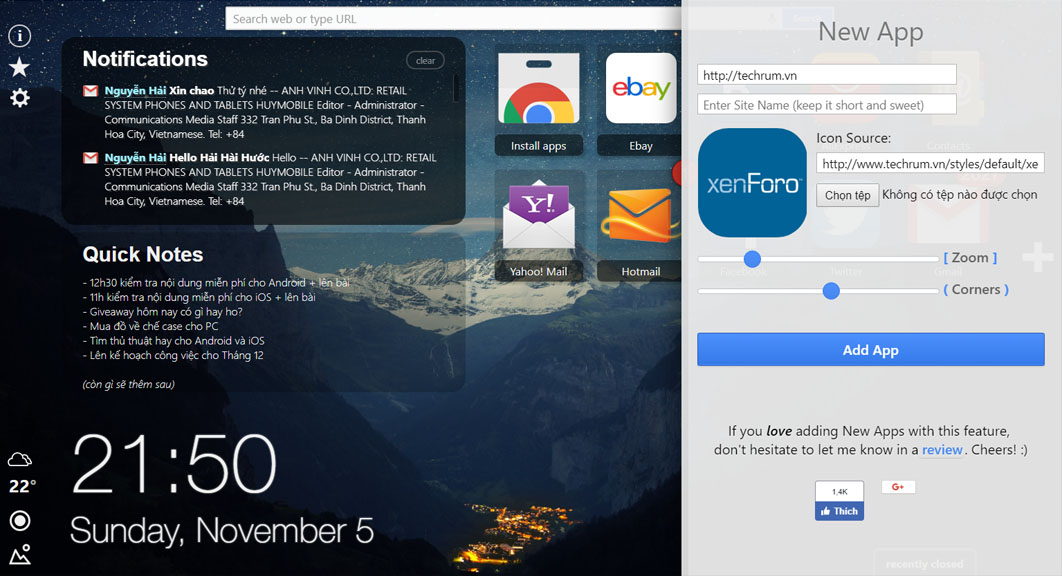 Search web or type URL
Notifications
clear
Nguyễn Hải Xin chao Thử tý nhé -- ANH VINH CO.,LTD: RETAIL
SYSTEM PHONES AND TABLETS HUYMOBILE Editor - Administrator -
Communications Media Staff 332 Tran Phu St., Ba Dinh District, Thanh
Hoa City, Vietnamese. Tel: +84
Nguyễn Hải Hello Hải Hài Hước Hello -- ANH VINH CO.,LTD: RETAIL
SYSTEM PHONES AND TABLETS HUYMOBILE Editor - Administrator -
Communications Media Staff 332 Tran Phu St., Ba Dinh District, Thanh
Hoa City, Vietnamese. Tel: +84
Quick Notes
- 12h30 kiểm tra nội dung miễn phí cho Android + lên bài
- 11h kiểm tra nội dung miễn phí cho iOS + lên bài
- Giveaway hôm nay có gì hay ho?
- Mua đồ về chế case cho PC
- Tìm thủ thuật hay cho Android và iOS
- Lên kế hoạch công việc cho Tháng 12
(còn gì sẽ thêm sau)
21:50
Sunday, November 5
22°
Install apps
ebay
Ebay
Y!
Yahoo! Mail
Hotmail
New App
http://techrum.vn
Enter Site Name (keep it short and sweet)
xenForo
Icon Source:
http://www.techrum.vn/styles/default/xe
Chọn tệp Không có tệp nào được chọn
[ Zoom ]
( Corners )
Facebook
Twitter
Gmail
Contacts
Add App
If you love adding New Apps with this feature,
don't hesitate to let me know in a review. Cheers! :)
1,4K
Thích
G+
recently closed